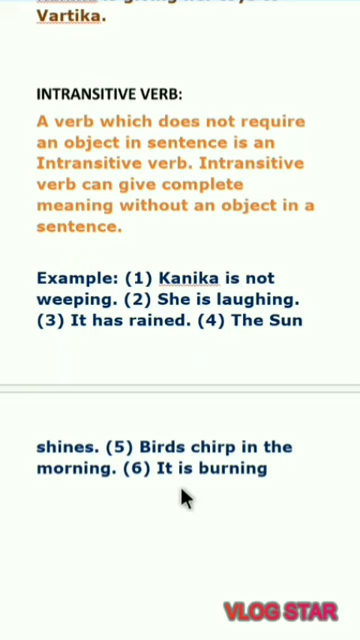 Vartika.
INTRANSITIVE VERB:
A verb which does not require
an object in sentence is an
Intransitive verb. Intransitive
verb can give complete
meaning without an object in a
sentence.
Example: (1) Kanika is not
weeping. (2) She is laughing.
(3) It has rained. (4) The Sun
shines. (5) Birds chirp in the
morning. (6) It is burning
VLOG STAR